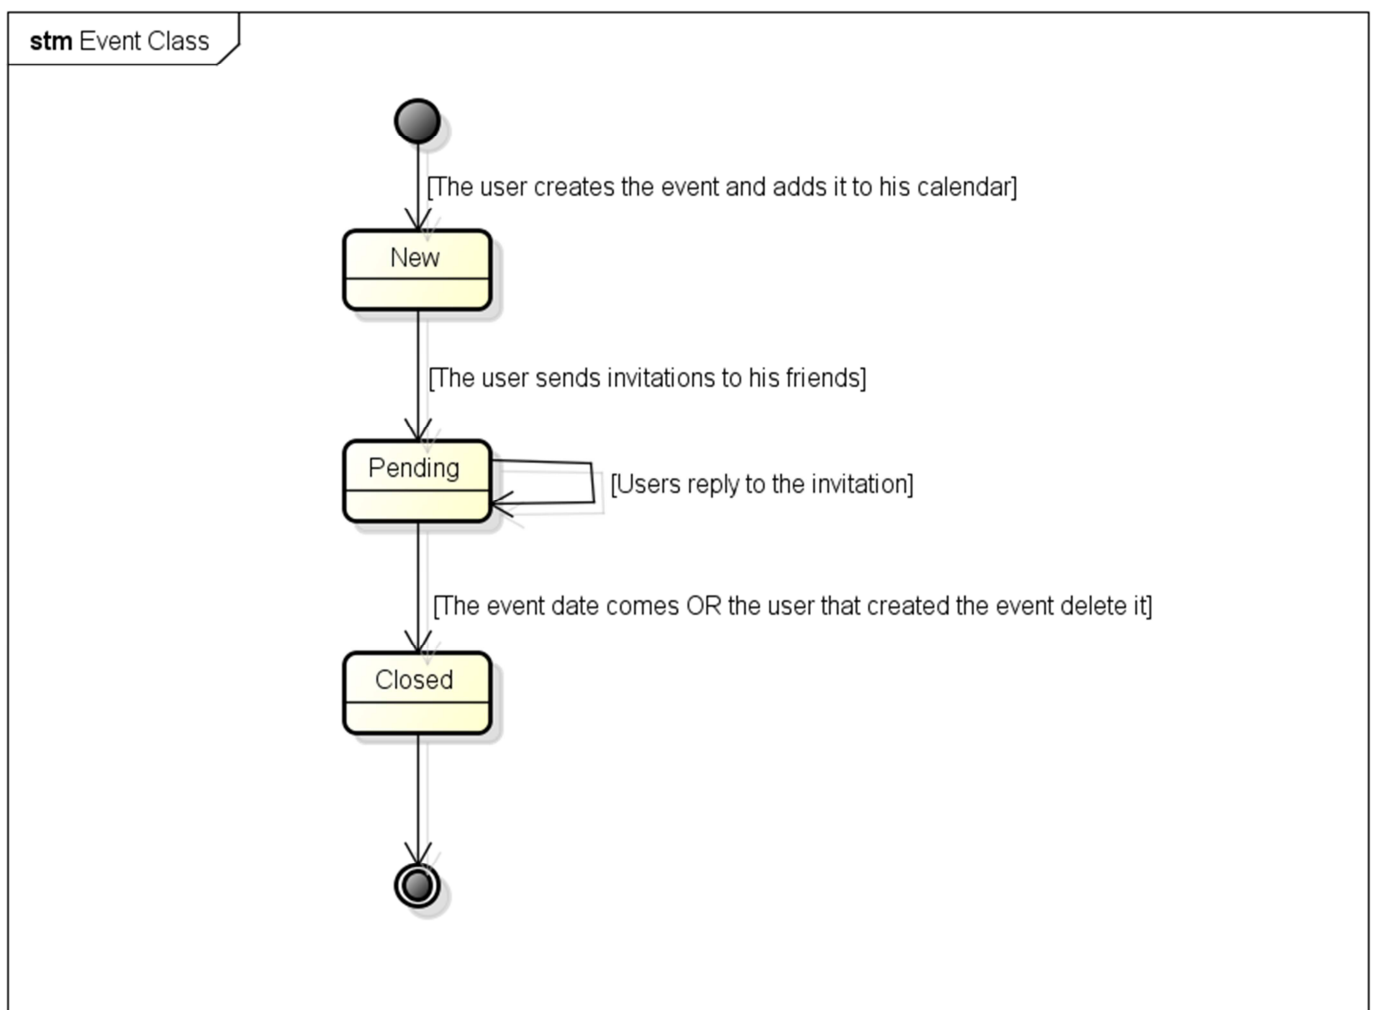 stm Event Class
[The user creates the event and adds it to his calendar]
New
[The user sends invitations to his friends]
Pending
[Users reply to the invitation]
[The event date comes OR the user that created the event delete it]
Closed